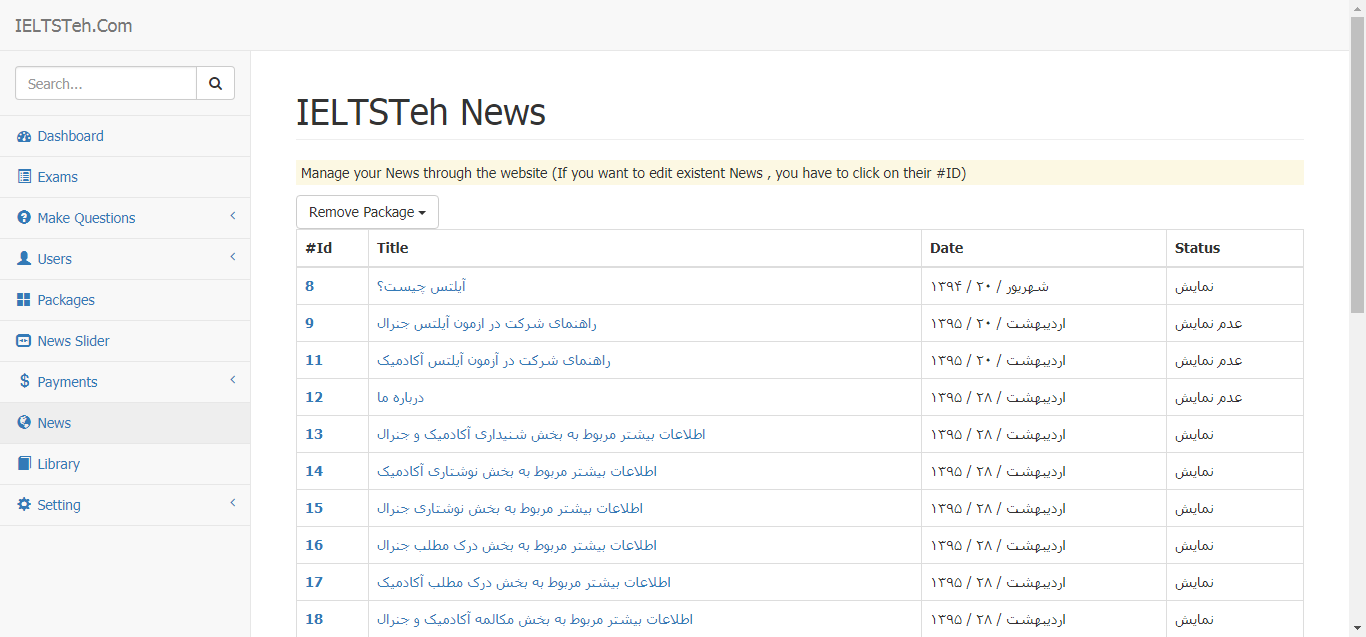 IELTSTeh.Com
Search...
Dashboard
Exams
Make Questions
Users
Packages
News Slider
Payments
News
Library
Setting
IELTSTeh News
Manage your News through the website (If you want to edit existent News , you have to click on their #ID)
Remove Package
#Id Title Date Status
8 آیلتس چیست؟ ۱۳۹۴ / شهریور / ۲۰ نمایش
9 راهنمای شرکت در ازمون آیلتس جنرال ۱۳۹۵ / اردیبهشت / ۲۰ عدم نمایش
11 راهنمای شرکت در آزمون آیلتس آکادمیک ۱۳۹۵ / اردیبهشت / ۲۰ عدم نمایش
12 درباره ما ۱۳۹۵ / اردیبهشت / ۲۸ عدم نمایش
13 اطلاعات بیشتر مربوط به بخش شنیداری آکادمیک و جنرال ۱۳۹۵ / اردیبهشت / ۲۸ نمایش
14 اطلاعات بیشتر مربوط به بخش نوشتاری آکادمیک ۱۳۹۵ / اردیبهشت / ۲۸ نمایش
15 اطلاعات بیشتر مربوط به بخش نوشتاری جنرال ۱۳۹۵ / اردیبهشت / ۲۸ نمایش
16 اطلاعات بیشتر مربوط به بخش درک مطلب جنرال ۱۳۹۵ / اردیبهشت / ۲۸ نمایش
17 اطلاعات بیشتر مربوط به بخش درک مطلب آکادمیک ۱۳۹۵ / اردیبهشت / ۲۸ نمایش
18 اطلاعات بیشتر مربوط به بخش مکالمه آکادمیک و جنرال ۱۳۹۵ / اردیبهشت / ۲۸ نمایش